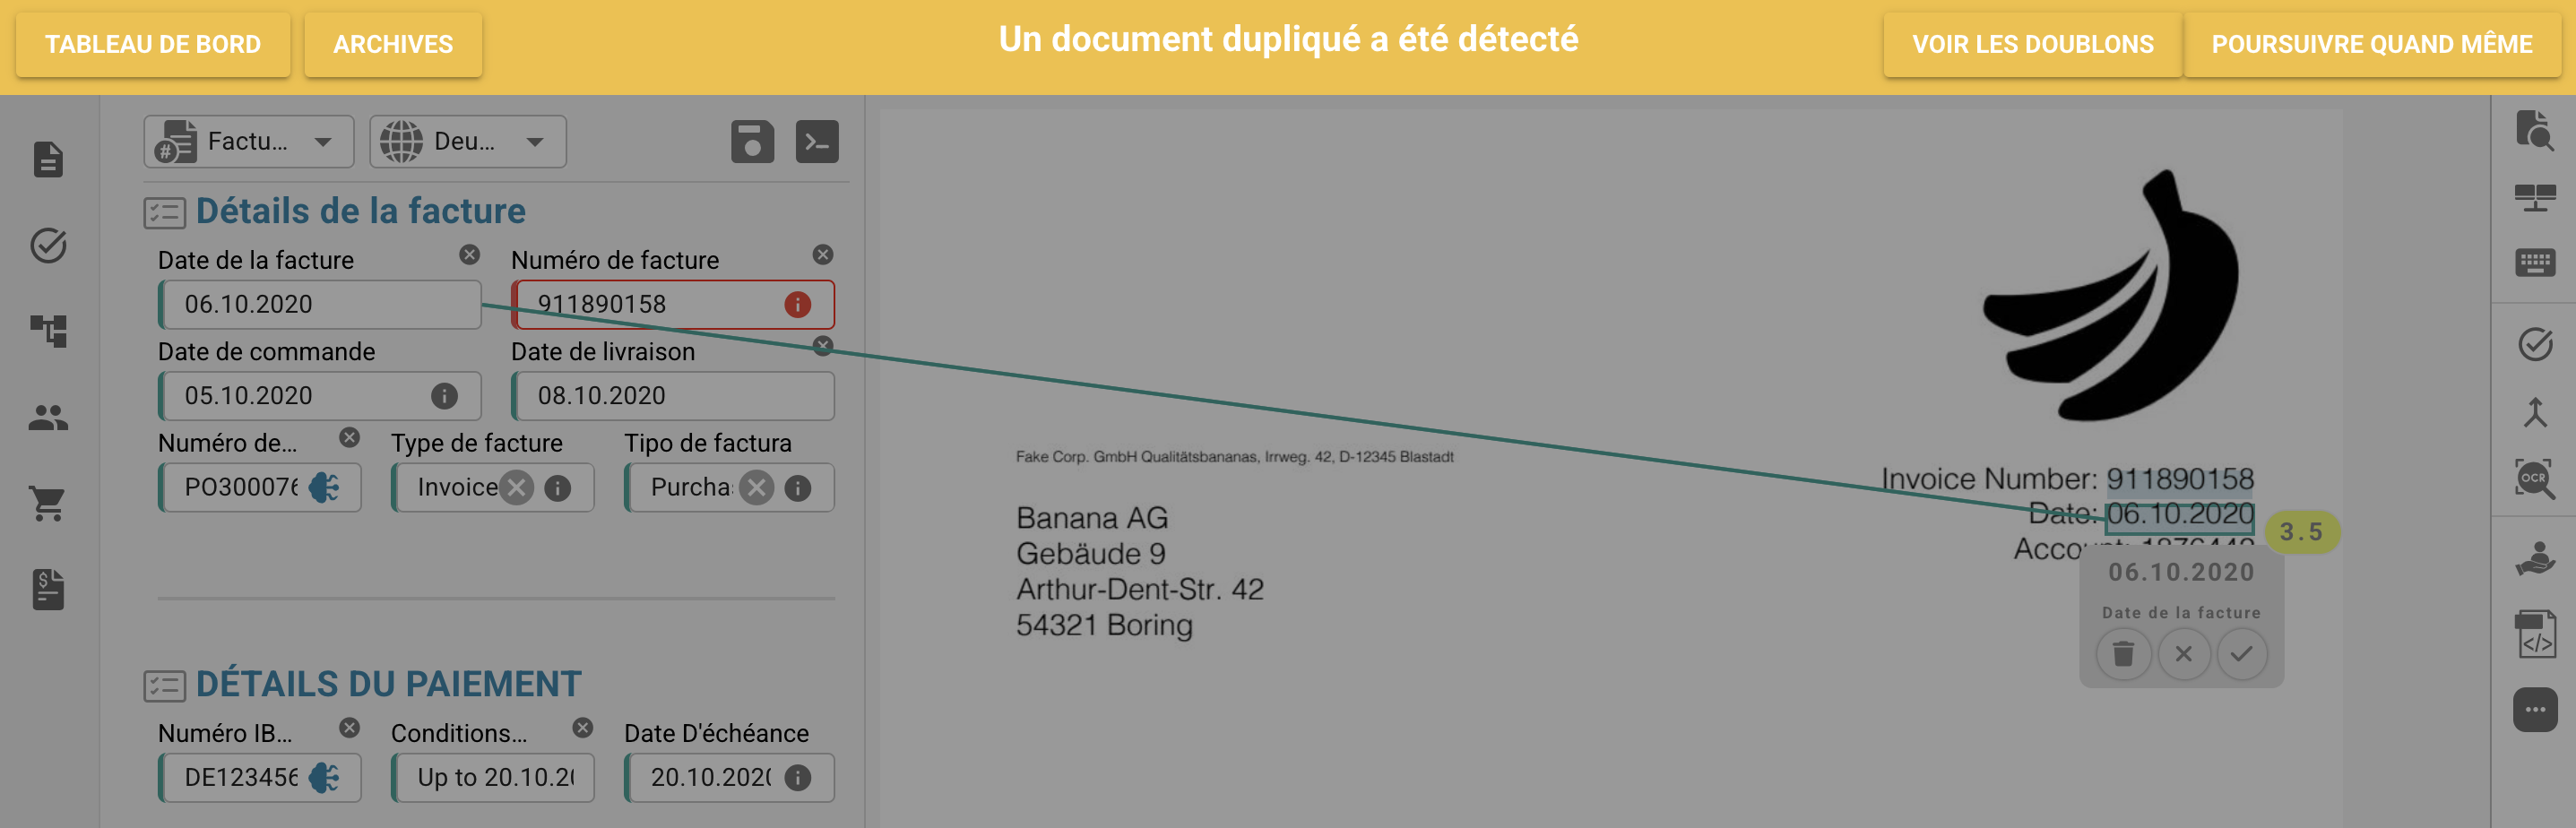 TABLEAU DE BORD
ARCHIVES
Un document dupliqué a été détecté
VOIR LES DOUBLONS
POURSUIVRE QUAND MÊME
Factu...
Deu...
Détails de la facture
Date de la facture
Numéro de facture
06.10.2020
911890158
Date de commande
Date de livraison
05.10.2020
08.10.2020
Numéro de...
Type de facture
Tipo de factura
PO30007
Invoice
Purcha
DÉTAILS DU PAIEMENT
Numéro IB...
Conditions...
Date D'échéance
DE123456
Up to 20.10.2
20.10.202
Fake Corp. GmbH Qualitätsbananas, Irrweg. 42, D-12345 Blastadt
Banana AG
Gebäude 9
Arthur-Dent-Str. 42
54321 Boring
Invoice Number: 911890158
Date: 06.10.2020
3.5
06.10.2020
Date de la facture
OCR